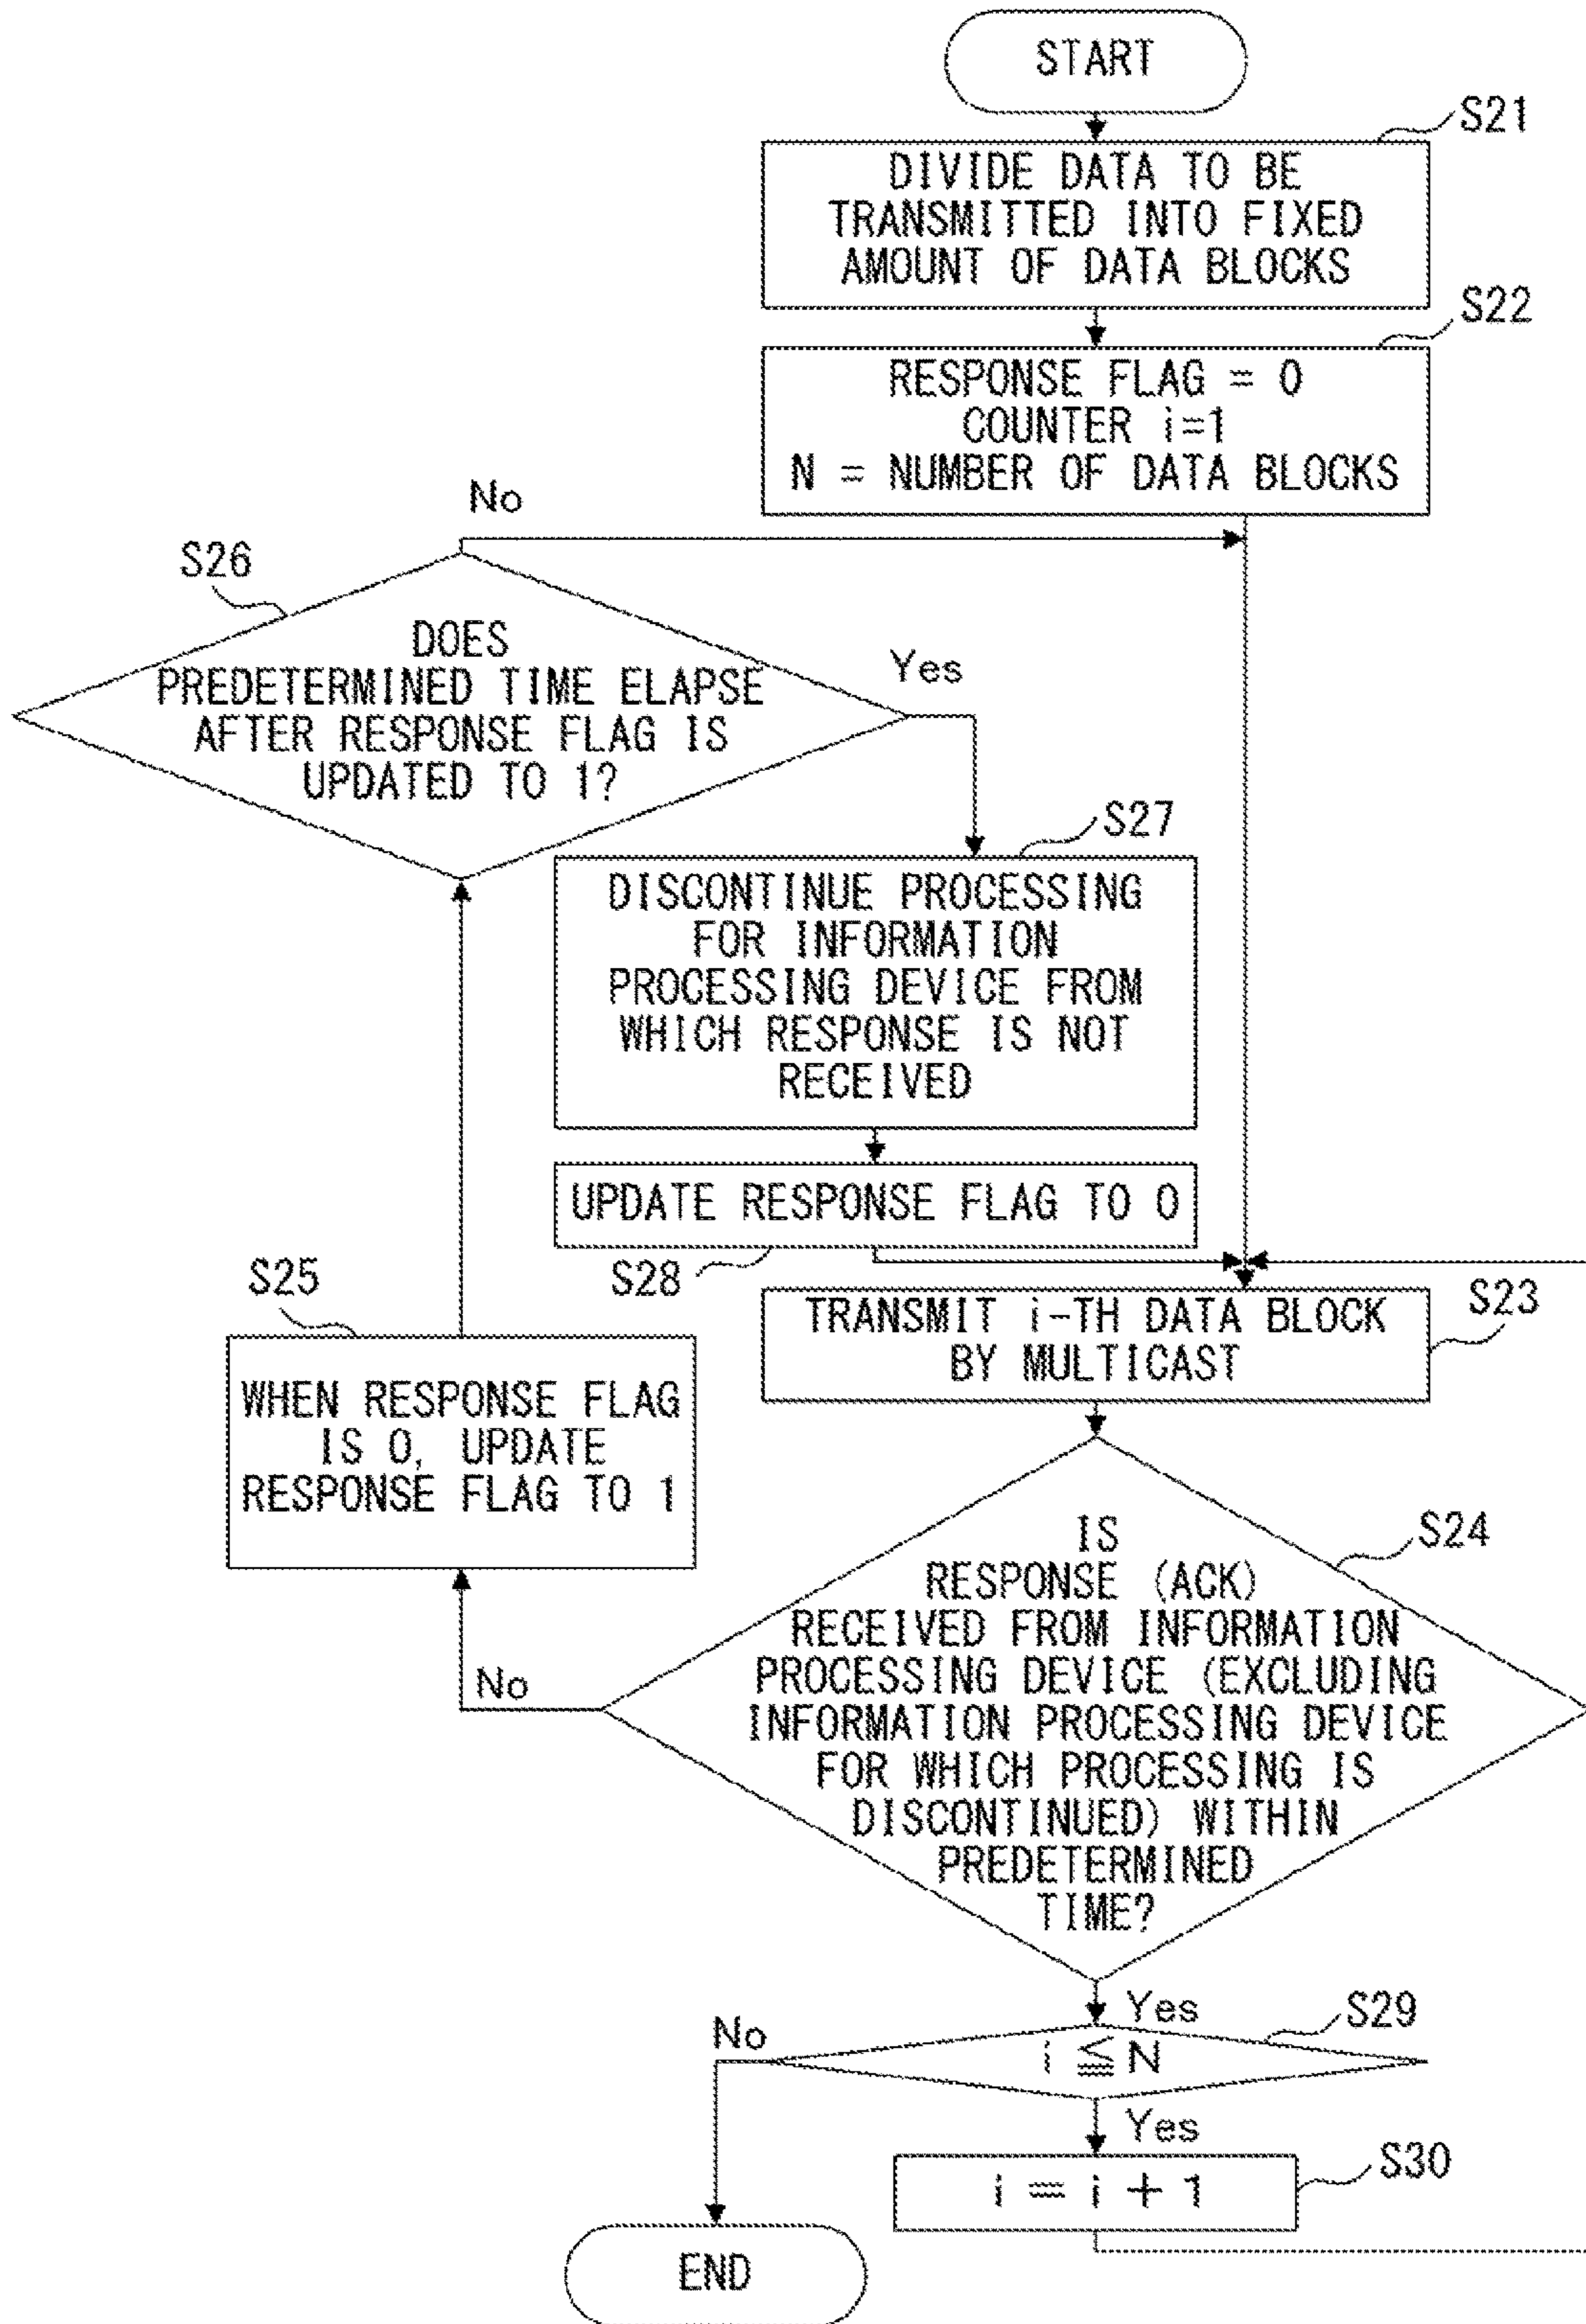 START
S21
DIVIDE DATA TO BE
TRANSMITTED INTO FIXED
AMOUNT OF DATA BLOCKS
S22
RESPONSE FLAG = 0
COUNTER i=1
N = NUMBER OF DATA BLOCKS
No
S26
DOES
PREDETERMINED TIME ELAPSE
AFTER RESPONSE FLAG IS
UPDATED TO 1?
Yes
S27
DISCONTINUE PROCESSING
FOR INFORMATION
PROCESSING DEVICE FROM
WHICH RESPONSE IS NOT
RECEIVED
UPDATE RESPONSE FLAG TO 0
S28
S25
WHEN RESPONSE FLAG
IS 0, UPDATE
RESPONSE FLAG TO 1
S23
TRANSMIT i-TH DATA BLOCK
BY MULTICAST
S24
IS
RESPONSE (ACK)
RECEIVED FROM INFORMATION
PROCESSING DEVICE (EXCLUDING
INFORMATION PROCESSING DEVICE
FOR WHICH PROCESSING IS
DISCONTINUED) WITHIN
PREDETERMINED
TIME?
No
Yes
S29
No
i ≦ N
Yes
S30
i = i + 1
END